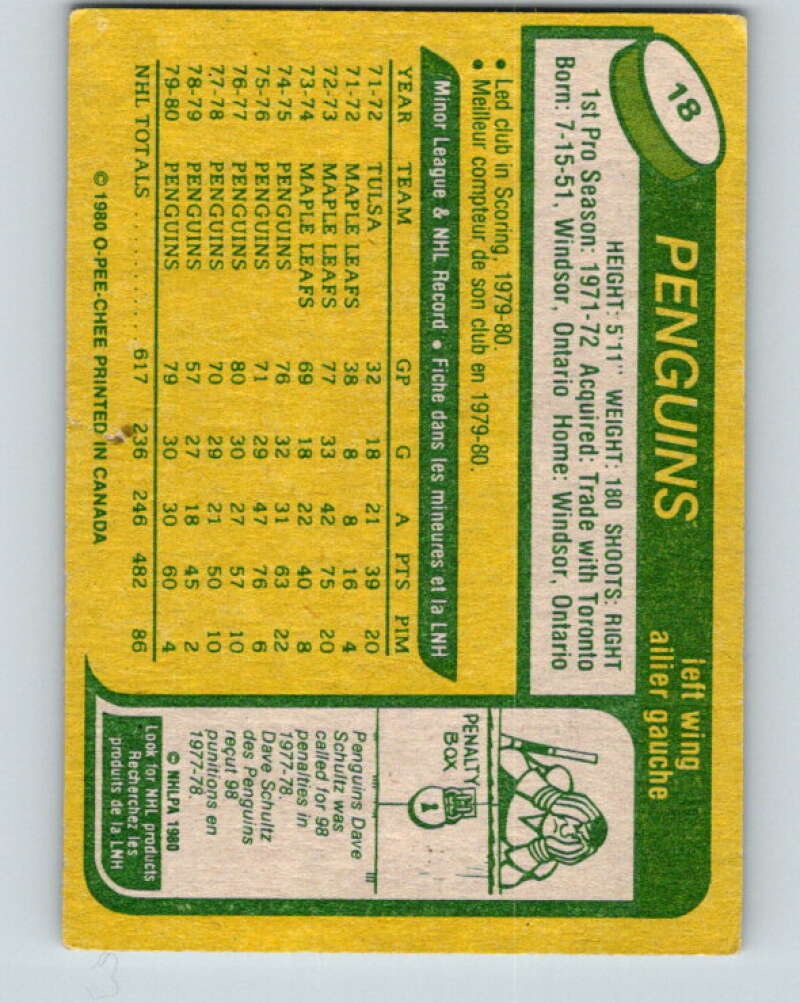 18
PENGUINS
left wing
ailier gauche
HEIGHT: 5'11" WEIGHT: 180 SHOOTS: RIGHT
1st Pro Season: 1971-72 Acquired: Trade with Toronto
Born: 7-15-51, Windsor, Ontario Home: Windsor, Ontario
• Led club in Scoring, 1979-80.
• Meilleur compteur de son club en 1979-80.
Minor League & NHL Record • Fiche dans les mineures et la LNH
YEAR TEAM GP G A PTS PIM
71-72 TULSA 32 18 21 39 20
71-72 MAPLE LEAFS 38 8 8 16 4
72-73 MAPLE LEAFS 77 33 42 75 20
73-74 MAPLE LEAFS 69 18 22 40 8
74-75 PENGUINS 76 32 31 63 22
75-76 PENGUINS 71 29 47 76 6
76-77 PENGUINS 80 30 27 57 10
77-78 PENGUINS 70 29 21 50 10
78-79 PENGUINS 57 27 18 45 2
79-80 PENGUINS 79 30 30 60 4
NHL TOTALS . . . . . . . . . . 617 236 246 482 86
© 1980 O-PEE-CHEE PRINTED IN CANADA
PENALTY
BOX
1
Penguins Dave
Schultz was
called for 98
penalties in
1977-78.
Dave Schultz
des Penguins
reçut 98
punitions en
1977-78.
© NHLPA 1980
Look for NHL products
Recherchez les
produits de la LNH